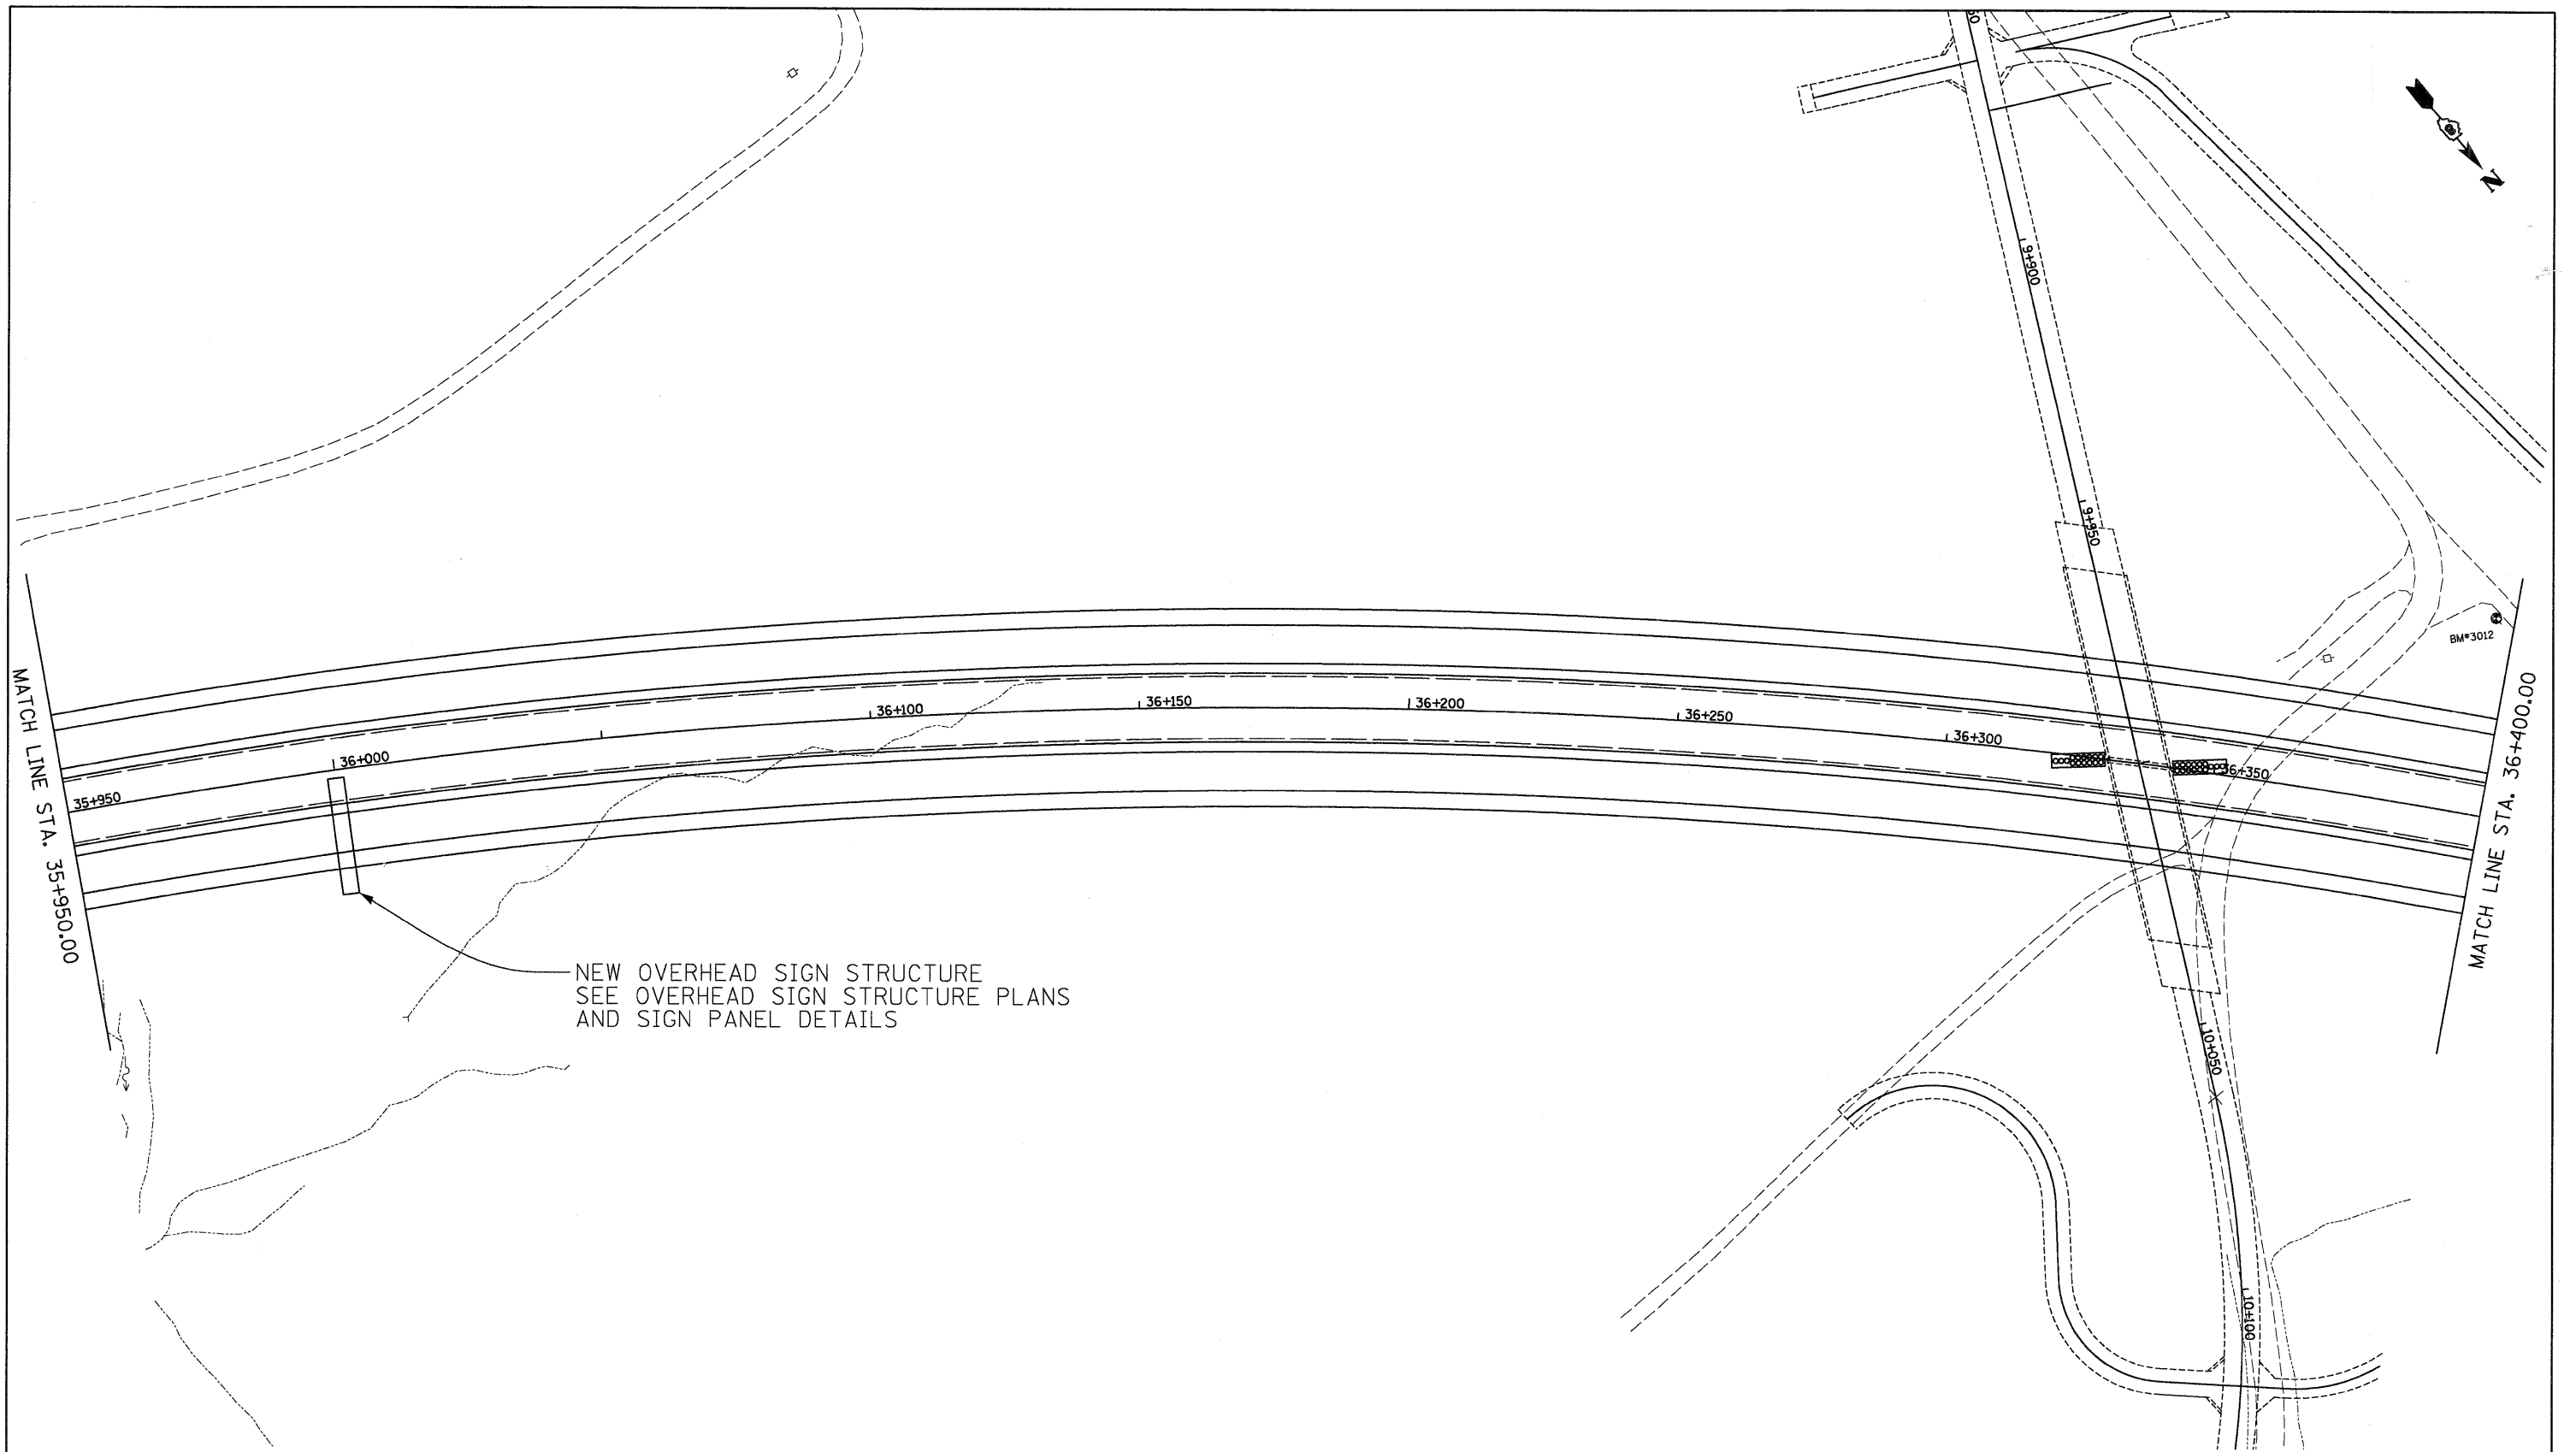 N
9+900
9+950
BM#3012
MATCH LINE STA. 35+950.00
35+950
36+000
36+100
36+150
36+200
36+250
36+300
36+350
MATCH LINE STA. 36+400.00
NEW OVERHEAD SIGN STRUCTURE
SEE OVERHEAD SIGN STRUCTURE PLANS
AND SIGN PANEL DETAILS
10+050
10+100